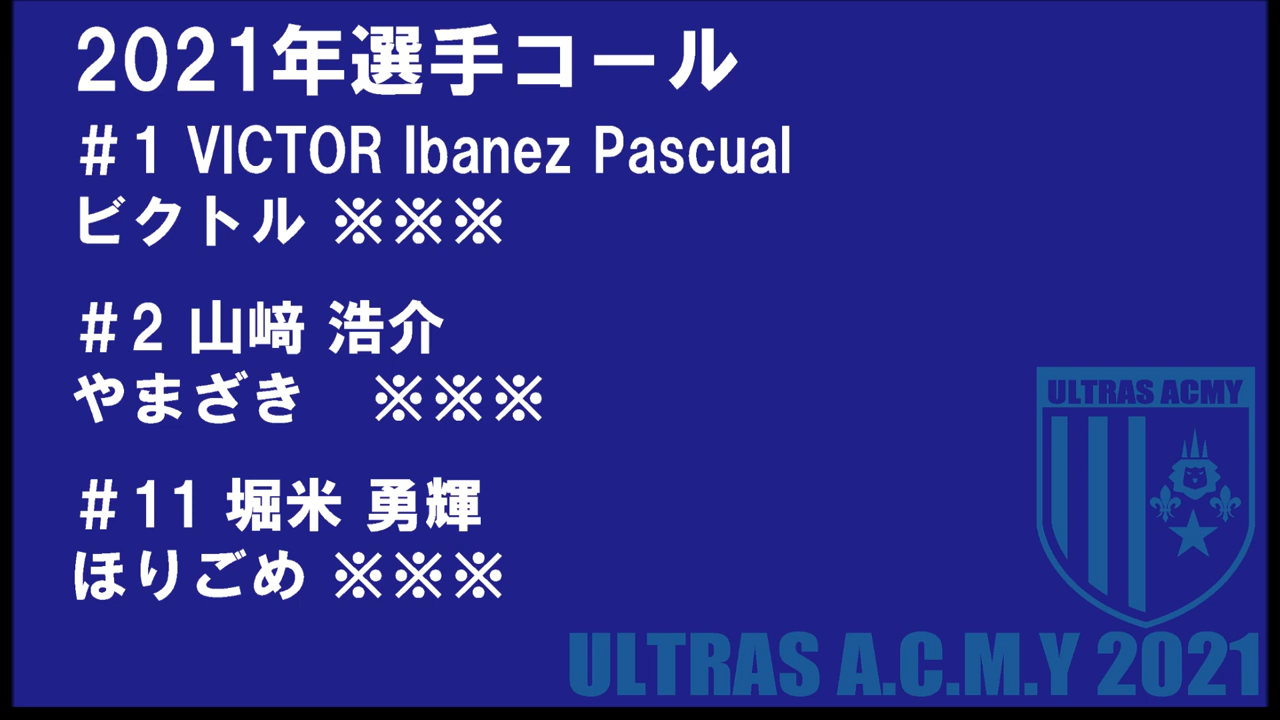 2021年選手コール
#1 VICTOR Ibanez Pascual
ビクトル ※※※
#2 山﨑 浩介
やまざき　※※※
#11 堀米 勇輝
ほりごめ ※※※
ULTRAS ACMY
ULTRAS A.C.M.Y 2021